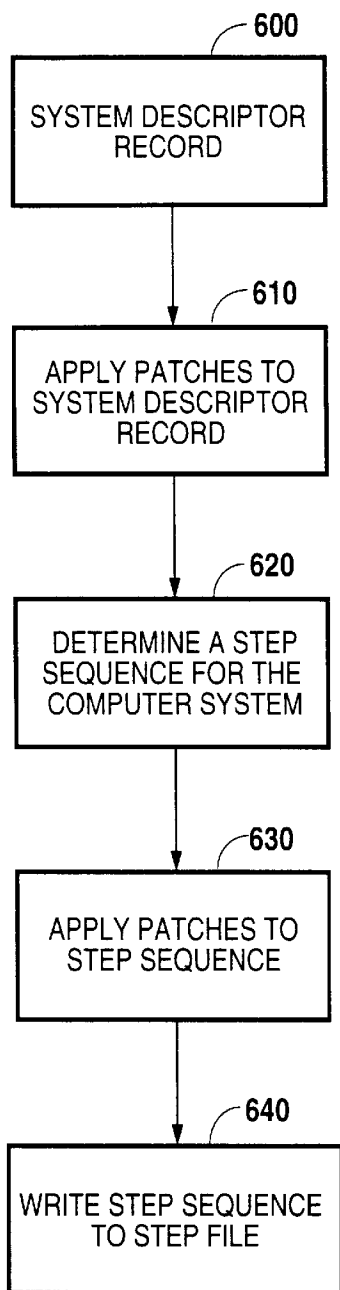 600
SYSTEM DESCRIPTOR
RECORD
610
APPLY PATCHES TO
SYSTEM DESCRIPTOR
RECORD
620
DETERMINE A STEP
SEQUENCE FOR THE
COMPUTER SYSTEM
630
APPLY PATCHES TO
STEP SEQUENCE
640
WRITE STEP SEQUENCE
TO STEP FILE